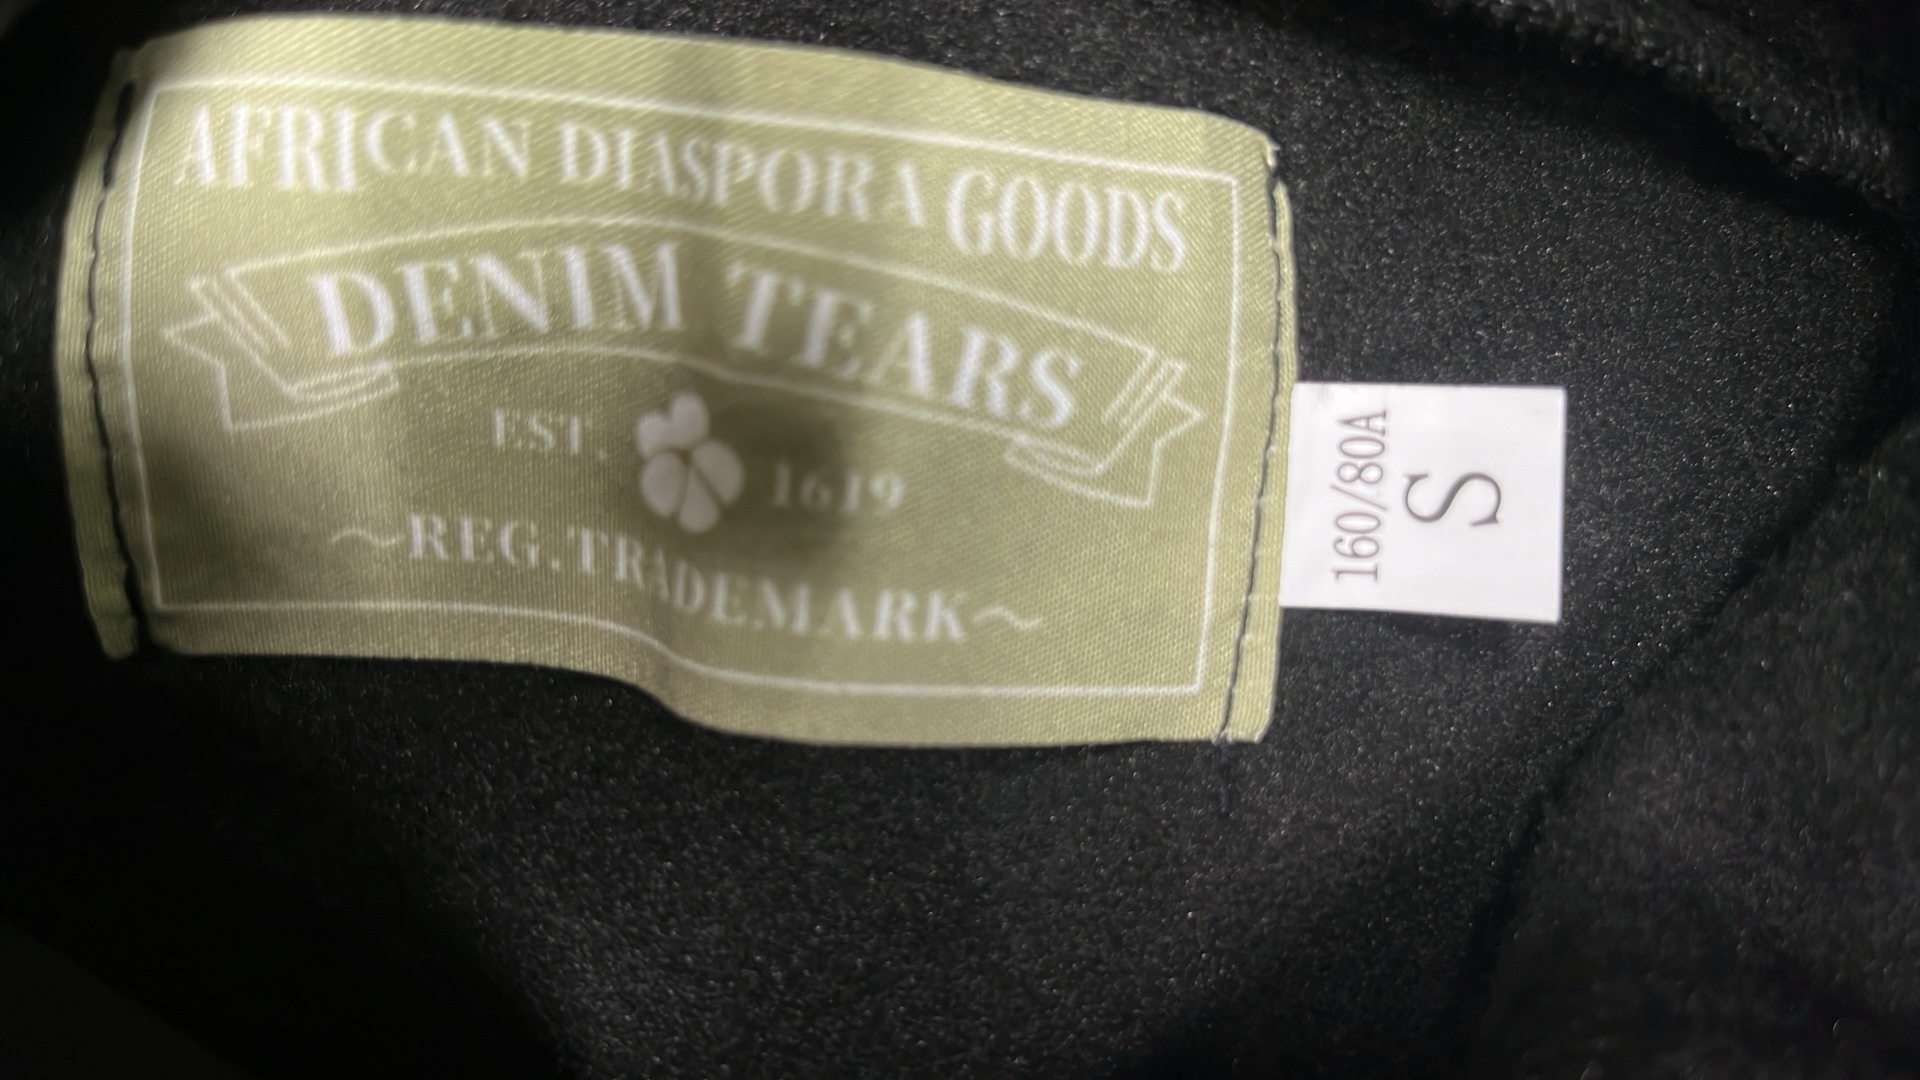 AFRICAN DIASPORA GOODS
DENIM TEARS
EST. 1619
~REG.TRADEMARK~
160/80A
S